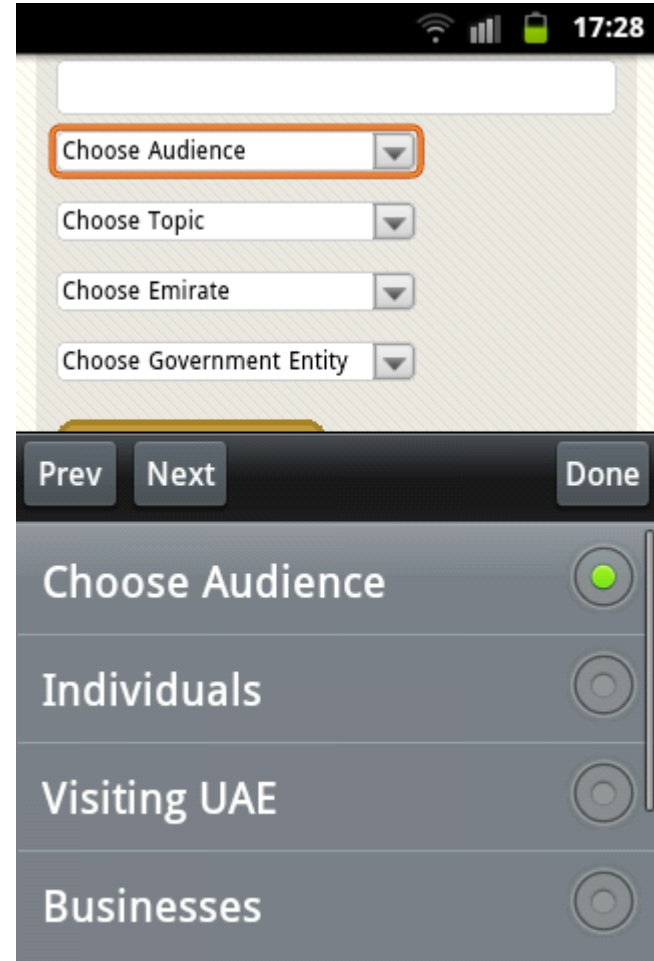 17:28
Choose Audience
Choose Topic
Choose Emirate
Choose Government Entity
Prev Next Done
Choose Audience
Individuals
Visiting UAE
Businesses